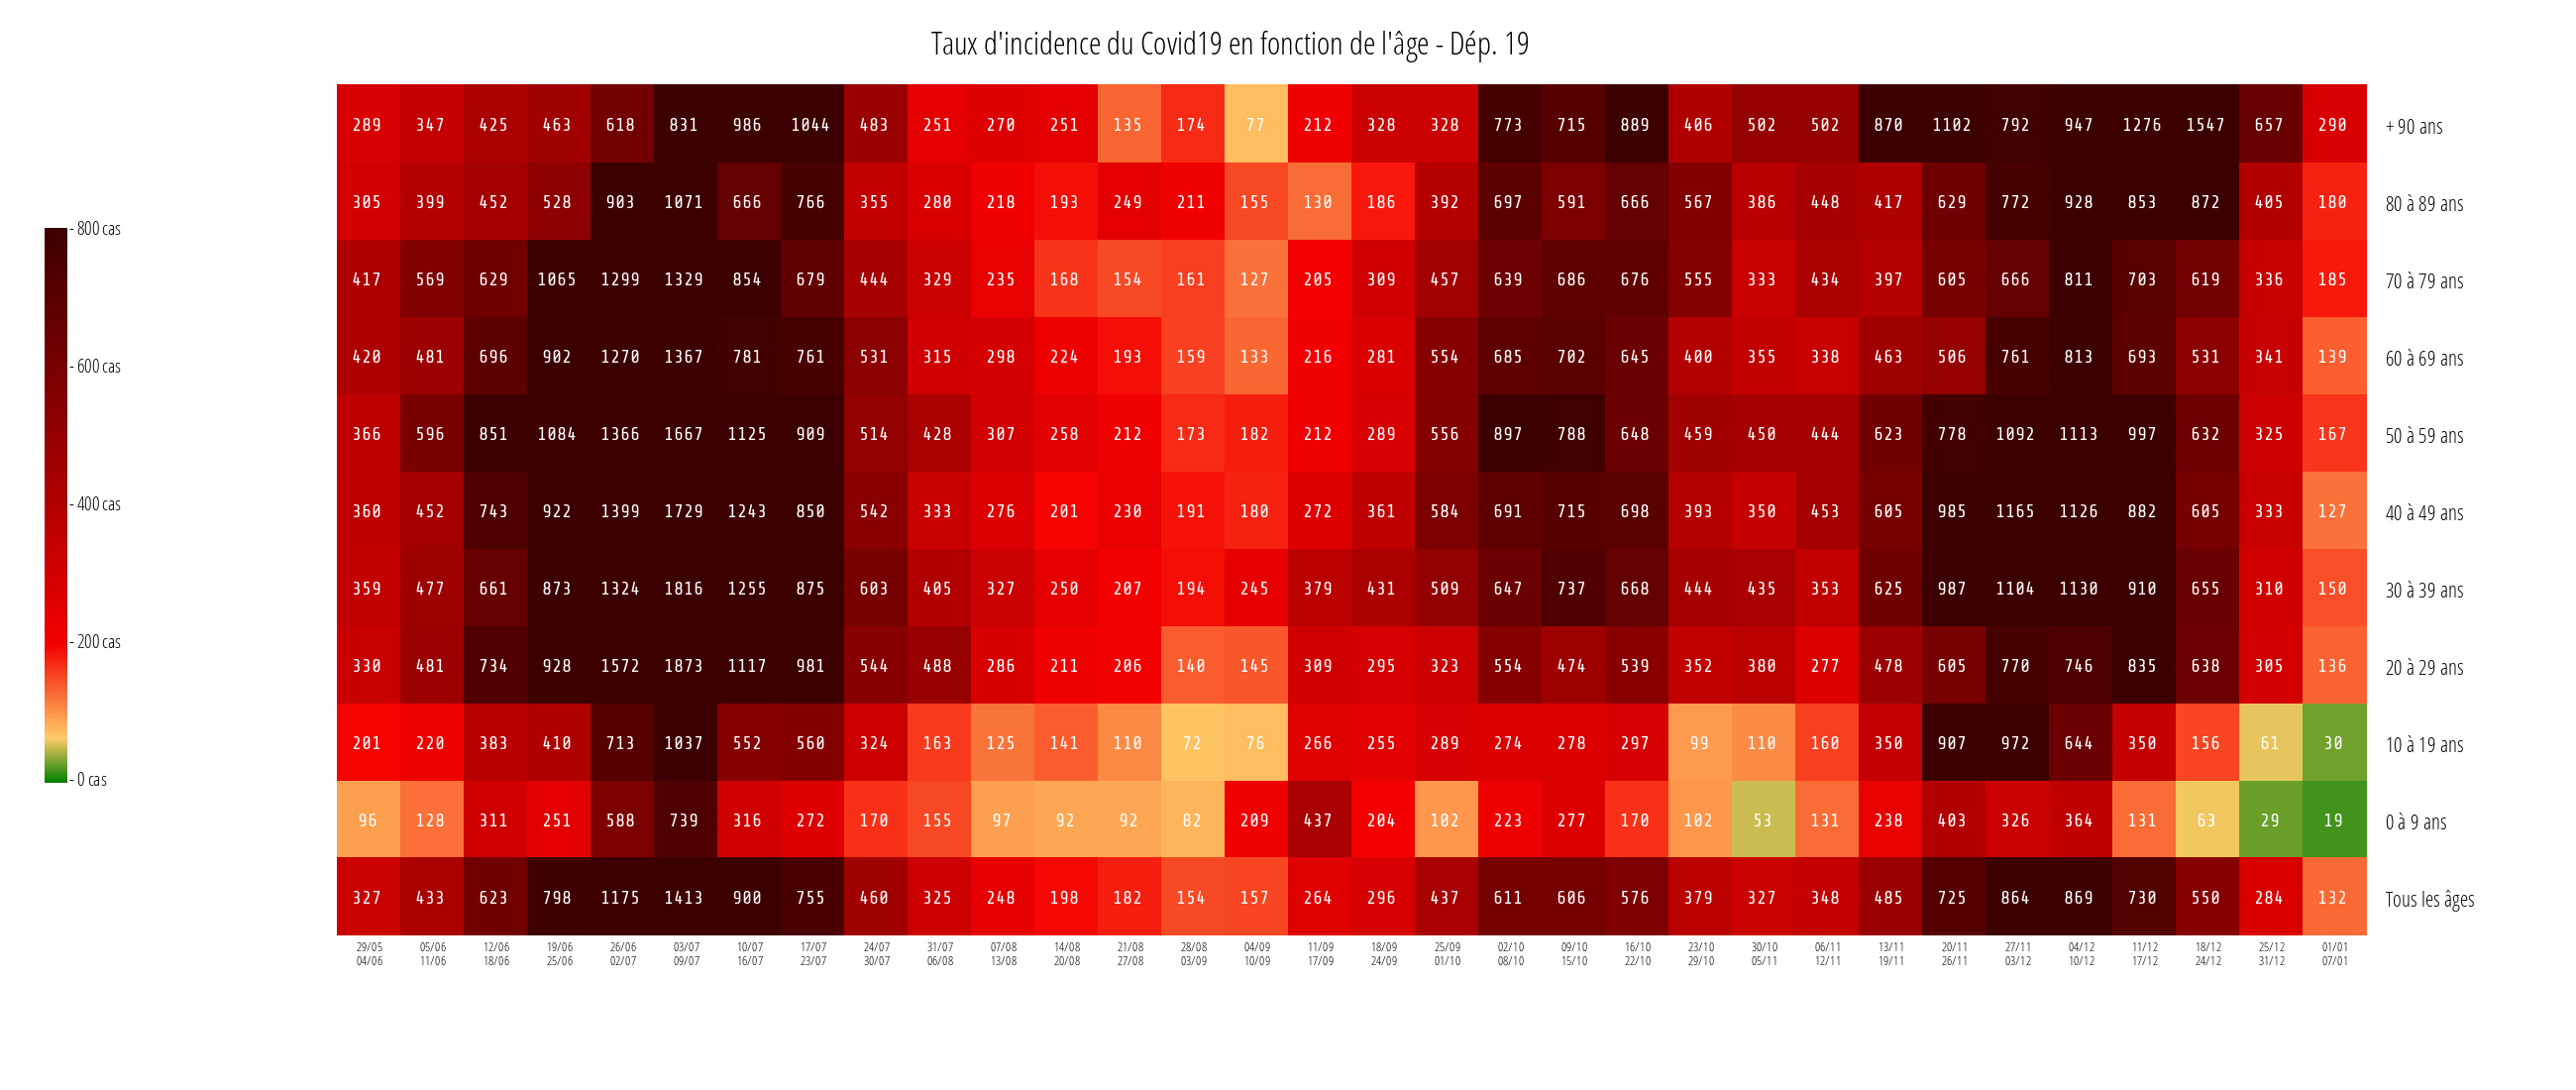 Taux d'incidence du Covid19 en fonction de l'âge - Dép. 19
289 347 425 463 618 831 986 1044 483 251 270 251 135 174 77 212 328 328 773 715 889 406 502 502 870 1102 792 947 1276 1547 657 290 + 90 ans
305 399 452 528 903 1071 666 766 355 280 218 193 249 211 155 130 186 392 697 591 666 567 386 448 417 629 772 928 853 872 405 180 80 à 89 ans
- 800 cas
417 569 629 1065 1299 1329 854 679 444 329 235 168 154 161 127 205 309 457 639 686 676 555 333 434 397 605 666 811 703 619 336 185 70 à 79 ans
420 481 696 902 1270 1367 781 761 531 315 298 224 193 159 133 216 281 554 685 702 645 400 355 338 463 506 761 813 693 531 341 139 60 à 69 ans
- 600 cas
366 596 851 1084 1366 1667 1125 909 514 428 307 258 212 173 182 212 289 556 897 788 648 459 450 444 623 778 1092 1113 997 632 325 167 50 à 59 ans
- 400 cas
360 452 743 922 1399 1729 1243 850 542 333 276 201 230 191 180 272 361 584 691 715 698 393 350 453 605 985 1165 1126 882 605 333 127 40 à 49 ans
359 477 661 873 1324 1816 1255 875 603 405 327 250 207 194 245 379 431 509 647 737 668 444 435 353 625 987 1104 1130 910 655 310 150 30 à 39 ans
- 200 cas
330 481 734 928 1572 1873 1117 981 544 488 286 211 206 140 145 309 295 323 554 474 539 352 380 277 478 605 770 746 835 638 305 136 20 à 29 ans
201 220 383 410 713 1037 552 560 324 163 125 141 110 72 76 266 255 289 274 278 297 99 110 160 350 907 972 644 350 156 61 30 10 à 19 ans
- 0 cas
96 128 311 251 588 739 316 272 170 155 97 92 92 82 209 437 204 102 223 277 170 102 53 131 238 403 326 364 131 63 29 19 0 à 9 ans
327 433 623 798 1175 1413 900 755 460 325 248 198 182 154 157 264 296 437 611 606 576 379 327 348 485 725 864 869 730 550 284 132 Tous les âges
29/05 05/06 12/06 19/06 26/06 03/07 10/07 17/07 24/07 31/07 07/08 14/08 21/08 28/08 04/09 11/09 18/09 25/09 02/10 09/10 16/10 23/10 30/10 06/11 13/11 20/11 27/11 04/12 11/12 18/12 25/12 01/01
04/06 11/06 18/06 25/06 02/07 09/07 16/07 23/07 30/07 06/08 13/08 20/08 27/08 03/09 10/09 17/09 24/09 01/10 08/10 15/10 22/10 29/10 05/11 12/11 19/11 26/11 03/12 10/12 17/12 24/12 31/12 07/01